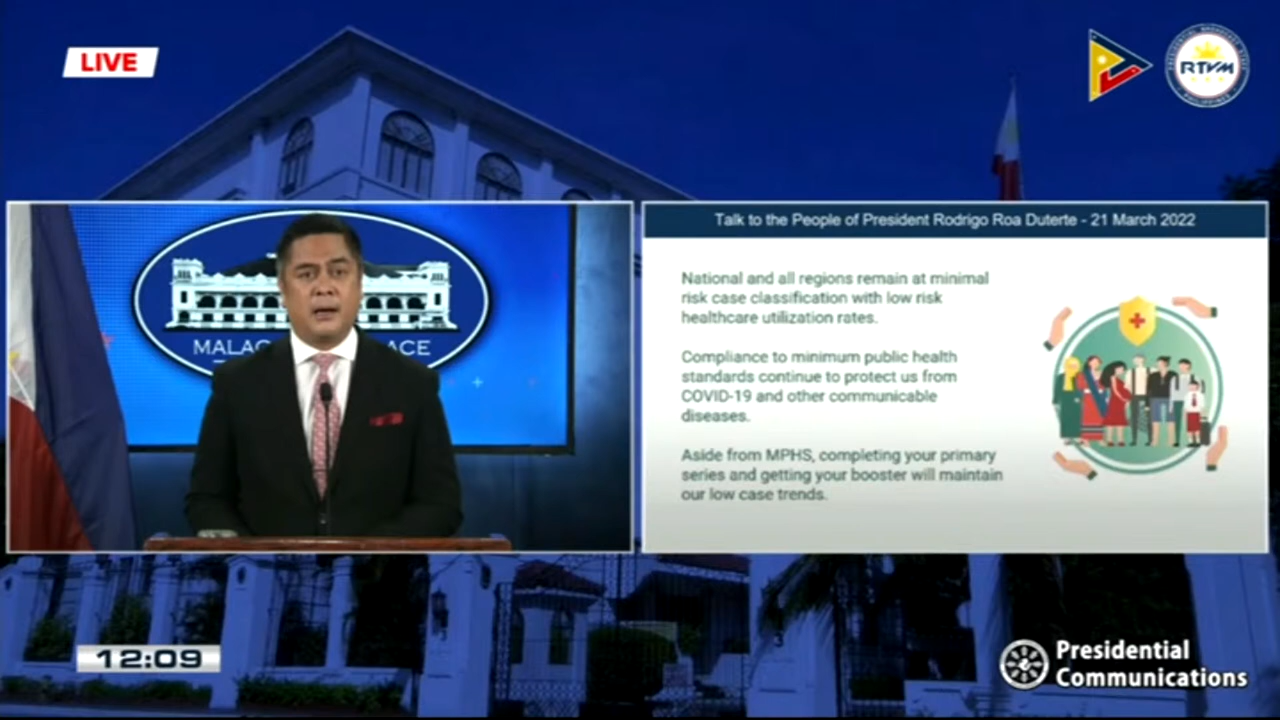 LIVE
RTVM
Talk to the People of President Rodrigo Roa Duterte - 21 March 2022
National and all regions remain at minimal
risk case classification with low risk
healthcare utilization rates.
Compliance to minimum public health
standards continue to protect us from
COVID-19 and other communicable
diseases.
Aside from MPHS, completing your primary
series and getting your booster will maintain
our low case trends.
12:09
Presidential
Communications